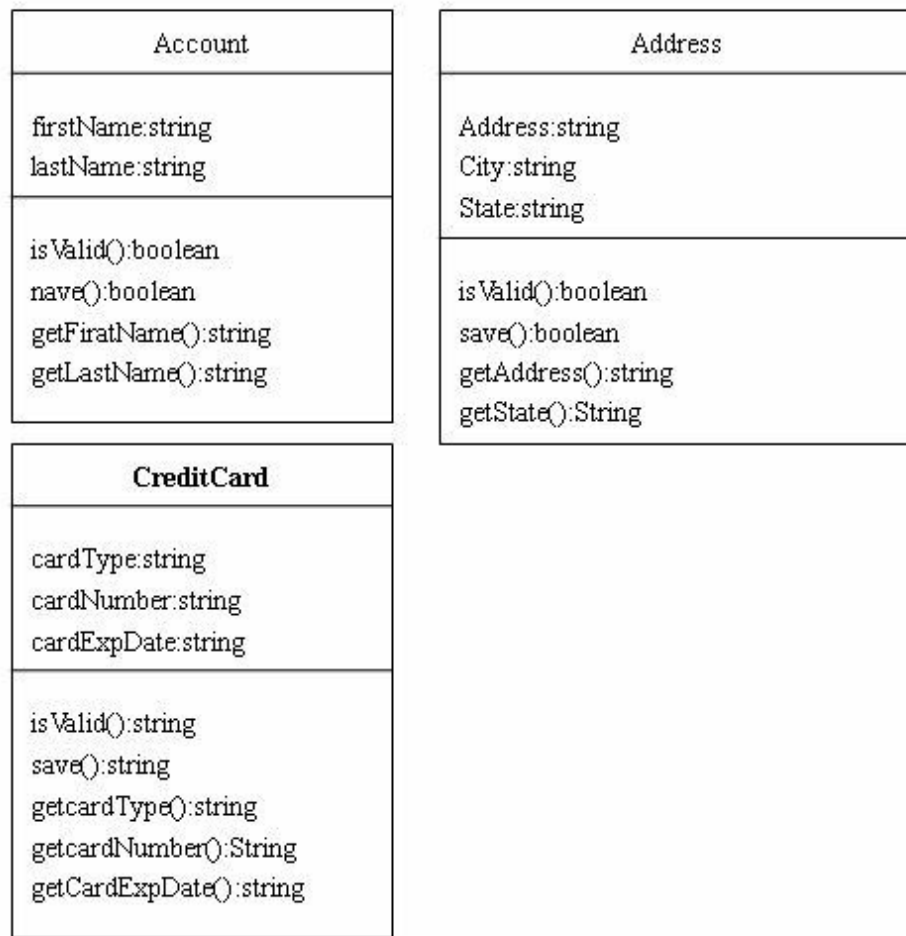 Account
firstName:string
lastName:string
isValid():boolean
nave():boolean
getFiratName():string
getLastName():string
Address
Address:string
City:string
State:string
isValid():boolean
save():boolean
getAddress():string
getState():String
CreditCard
cardType:string
cardNumber:string
cardExpDate:string
isValid():string
save():string
getcardType():string
getcardNumber():String
getCardExpDate():string